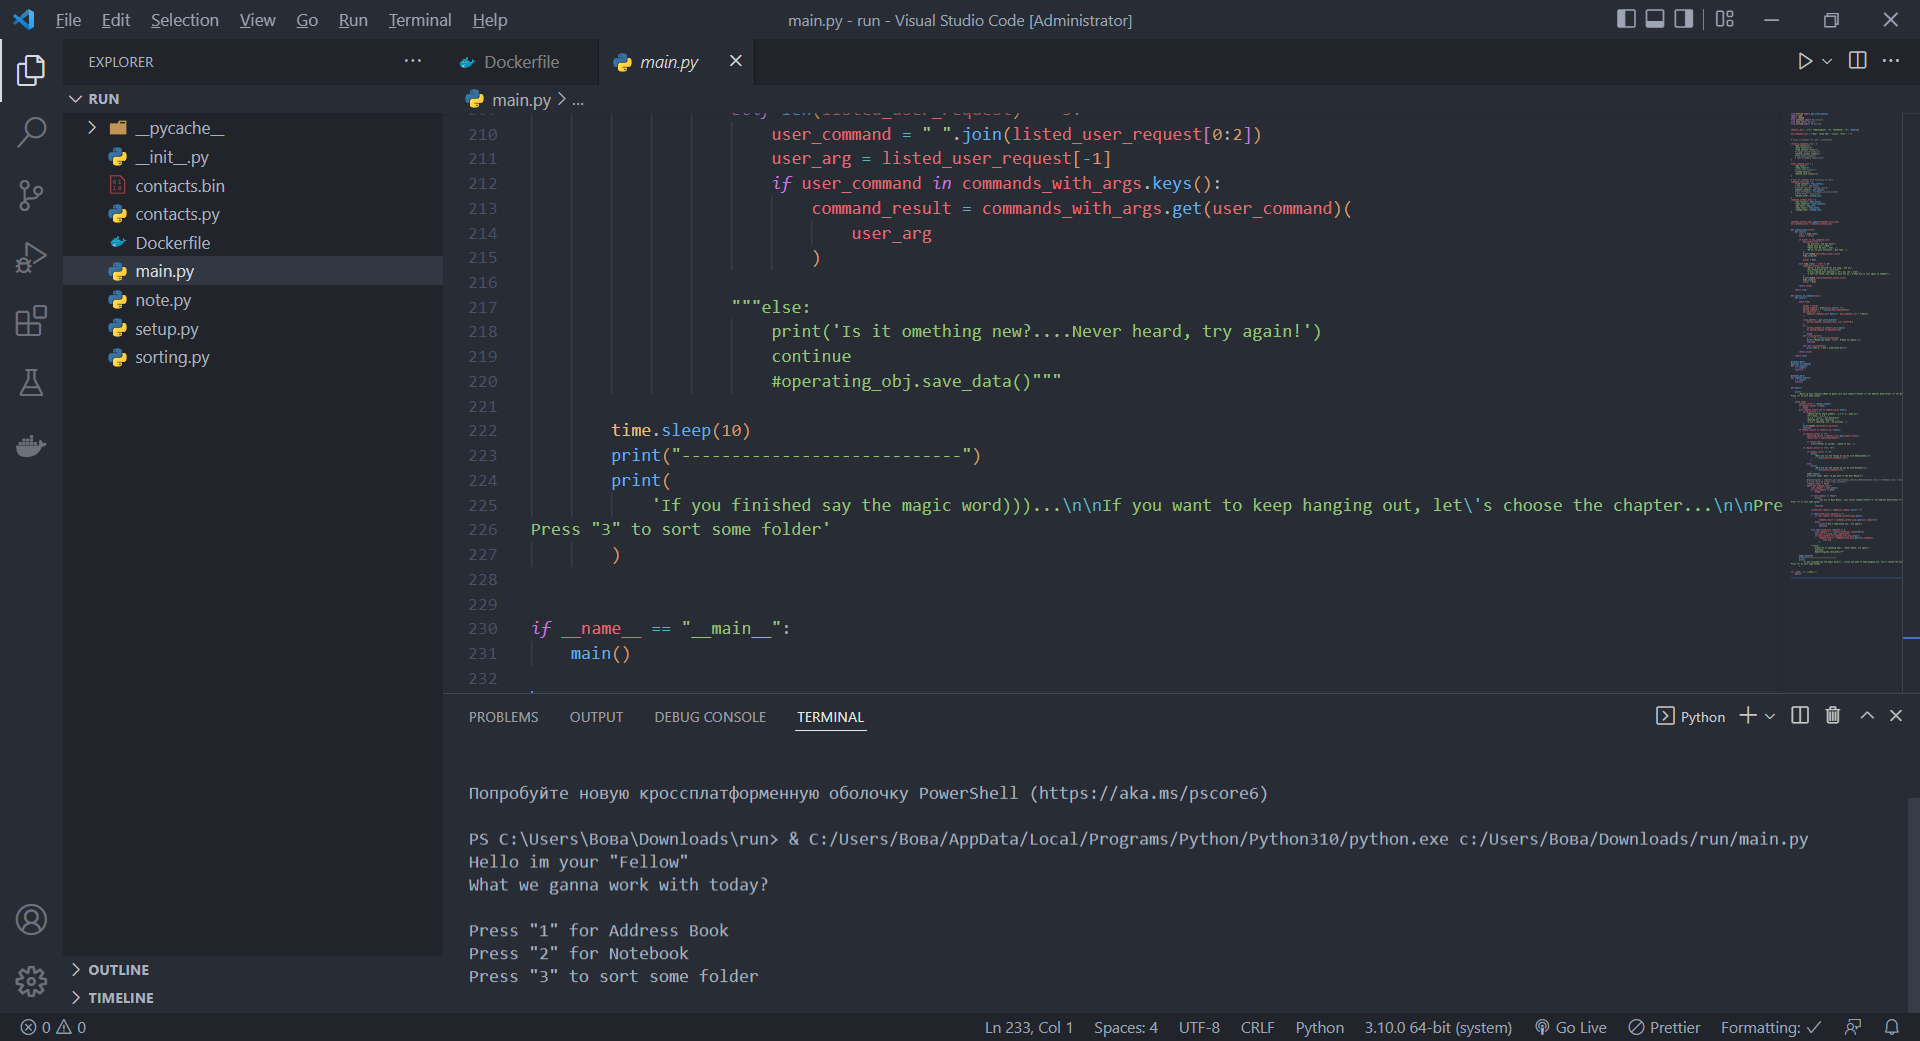 File Edit Selection View Go Run Terminal Help
main.py - run - Visual Studio Code [Administrator]
EXPLORER
Dockerfile
main.py
RUN
main.py > ...
__pycache__
__init__.py
contacts.bin
contacts.py
Dockerfile
main.py
note.py
setup.py
sorting.py
210 user_command = " ".join(listed_user_request[0:2])
211 user_arg = listed_user_request[-1]
212 if user_command in commands_with_args.keys():
213 command_result = commands_with_args.get(user_command)(
214 user_arg
215 )
216
217 """else:
218 print('Is it omething new?....Never heard, try again!')
219 continue
220 #operating_obj.save_data()"""
221
222 time.sleep(10)
223 print("----------------------------")
224 print(
225 'If you finished say the magic word)))...\n\nIf you want to keep hanging out, let\'s choose the chapter...\n\nPre
226 Press "3" to sort some folder'
227 )
228
229
230 if __name__ == "__main__":
231 main()
232
PROBLEMS OUTPUT DEBUG CONSOLE TERMINAL
Python
Попробуйте новую кроссплатформенную оболочку PowerShell (https://aka.ms/pscore6)
PS C:\Users\Вова\Downloads\run> & C:/Users/Вова/AppData/Local/Programs/Python/Python310/python.exe c:/Users/Вова/Downloads/run/main.py
Hello im your "Fellow"
What we ganna work with today?
Press "1" for Address Book
Press "2" for Notebook
Press "3" to sort some folder
OUTLINE
TIMELINE
0 0
Ln 233, Col 1 Spaces: 4 UTF-8 CRLF Python 3.10.0 64-bit (system) Go Live Prettier Formatting: ✓